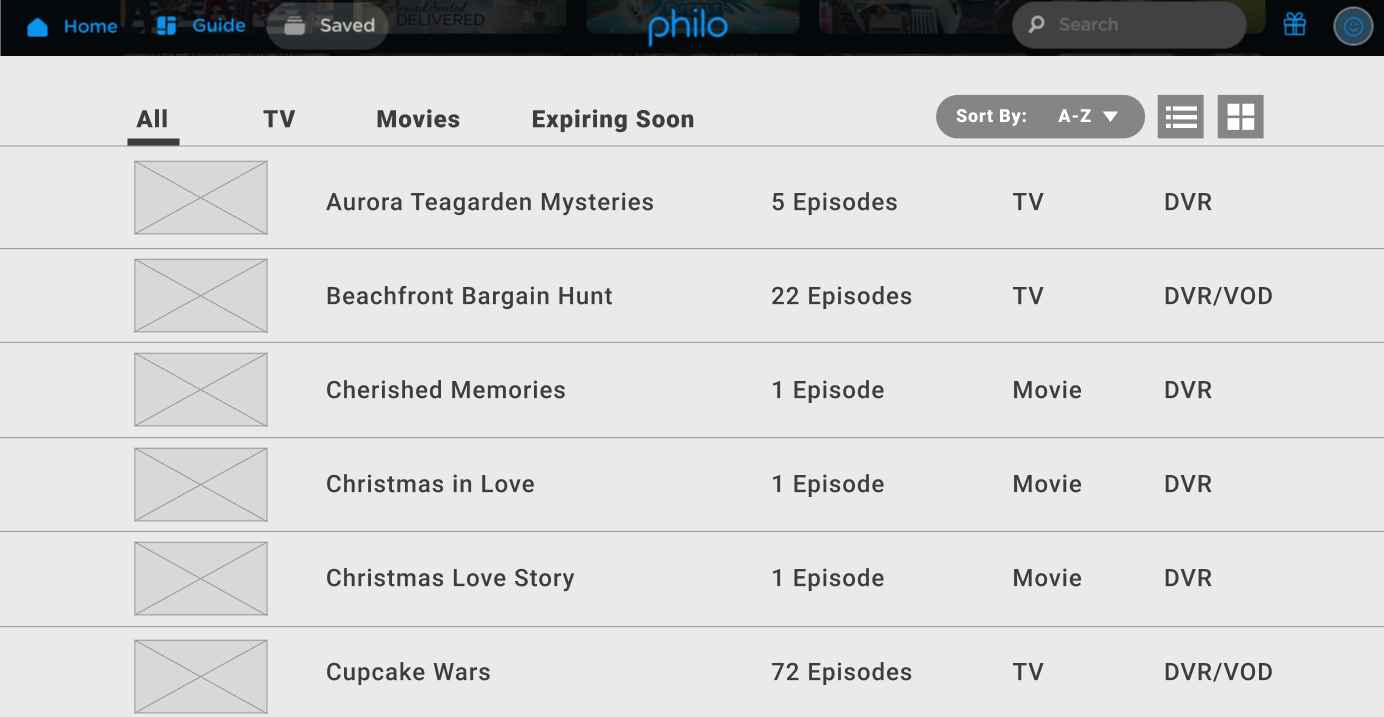 Home Guide Saved philo Search
Signed Sealed
DELIVERED
All TV Movies Expiring Soon Sort By: A-Z
Aurora Teagarden Mysteries 5 Episodes TV DVR
Beachfront Bargain Hunt 22 Episodes TV DVR/VOD
Cherished Memories 1 Episode Movie DVR
Christmas in Love 1 Episode Movie DVR
Christmas Love Story 1 Episode Movie DVR
Cupcake Wars 72 Episodes TV DVR/VOD